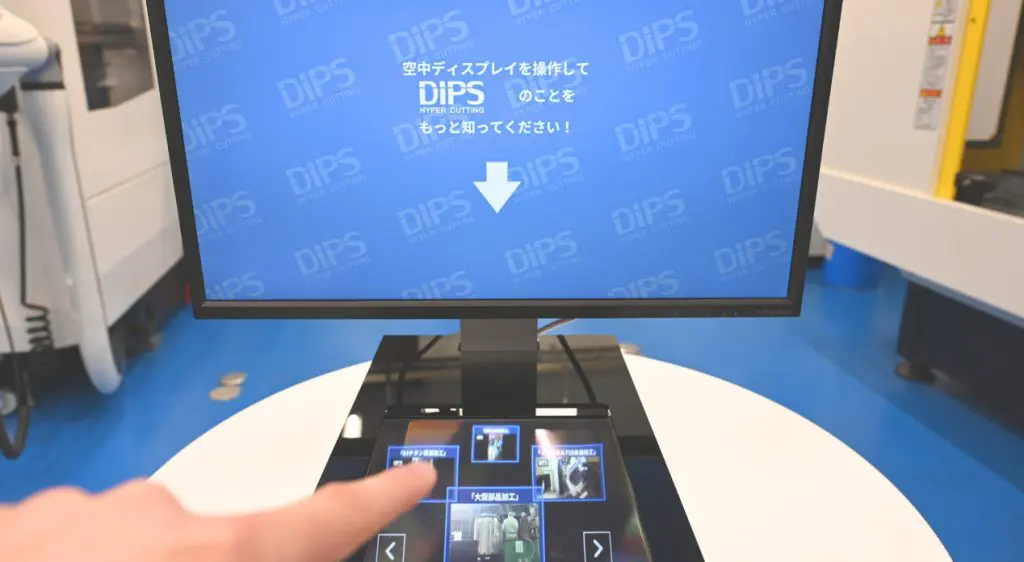 空中ディスプレイを操作して
DIPS のことを
HYPER CUTTING
もっと知ってください！
「大型部品加工」